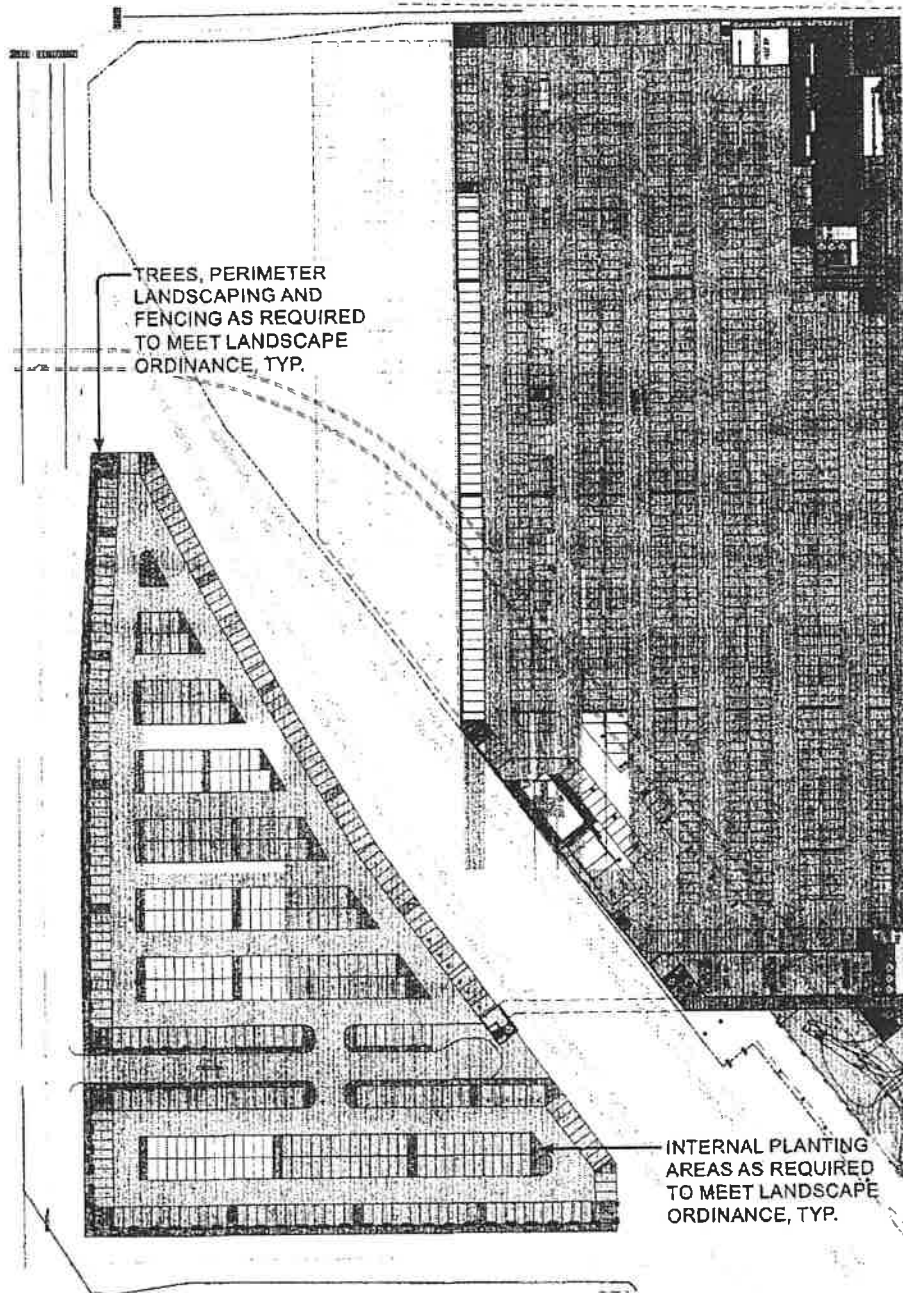 TREES, PERIMETER
LANDSCAPING AND
FENCING AS REQUIRED
TO MEET LANDSCAPE
ORDINANCE, TYP.
INTERNAL PLANTING
AREAS AS REQUIRED
TO MEET LANDSCAPE
ORDINANCE, TYP.